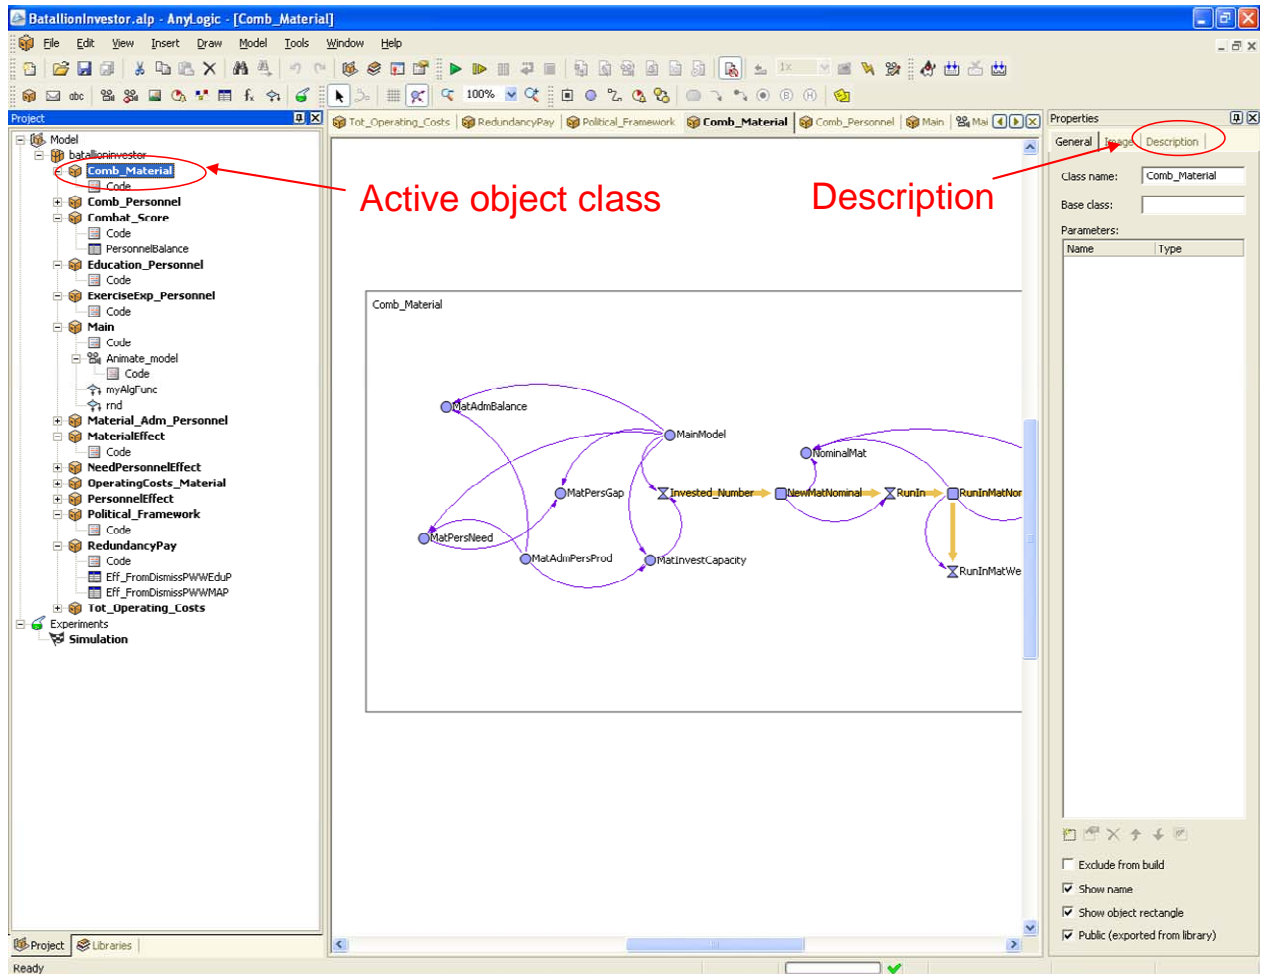 BatallionInvestor.alp - AnyLogic - [Comb_Material]
File Edit View Insert Draw Model Tools Window Help
abc 100% 1x
Project
Tot_Operating_Costs RedundancyPay Political_Framework Comb_Material Comb_Personnel Main Mai
Properties
Model
batallioninvestor
Comb_Material
Code
Comb_Personnel
Combat_Score
Code
PersonnelBalance
Education_Personnel
Code
ExerciseExp_Personnel
Code
Main
Code
Animate_model
Code
myAlgFunc
rnd
Material_Adm_Personnel
MaterialEffect
Code
NeedPersonnelEffect
OperatingCosts_Material
PersonnelEffect
Political_Framework
Code
RedundancyPay
Code
Eff_FromDismissPWWEduP
Eff_FromDismissPWWMAP
Tot_Operating_Costs
Experiments
Simulation
Project Libraries
Ready
Active object class
Description
Comb_Material
MatAdmBalance
MainModel
NominalMat
MatPersGap
Invested_Number
NewMatNominal
RunIn
RunInMatNor
MatPersNeed
MatAdmPersProd
MatInvestCapacity
RunInMatWe
General Image Description
Class name: Comb_Material
Base class:
Parameters:
Name Type
Exclude from build
Show name
Show object rectangle
Public (exported from library)